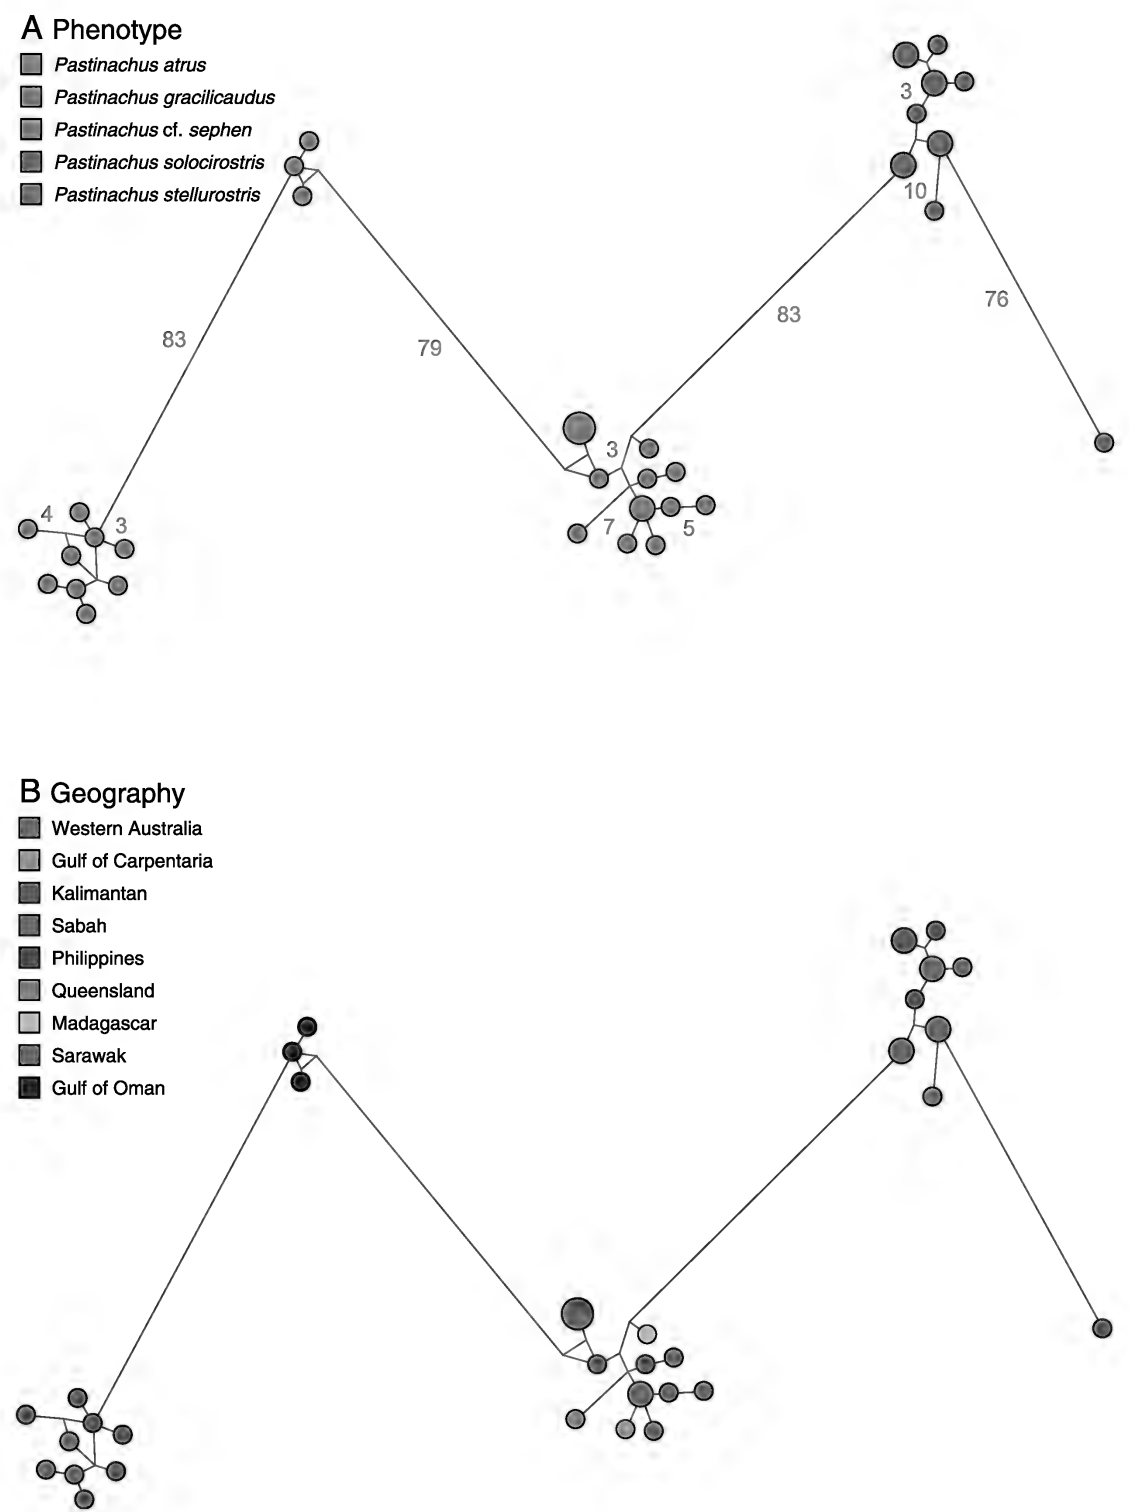 A Phenotype
Pastinachus atrus
Pastinachus gracilicaudus
Pastinachus cf. sephen
Pastinachus solocirostris
Pastinachus stellurostris
3
10
83
76
83
79
3
4
3
7
5
B Geography
Western Australia
Gulf of Carpentaria
Kalimantan
Sabah
Philippines
Queensland
Madagascar
Sarawak
Gulf of Oman